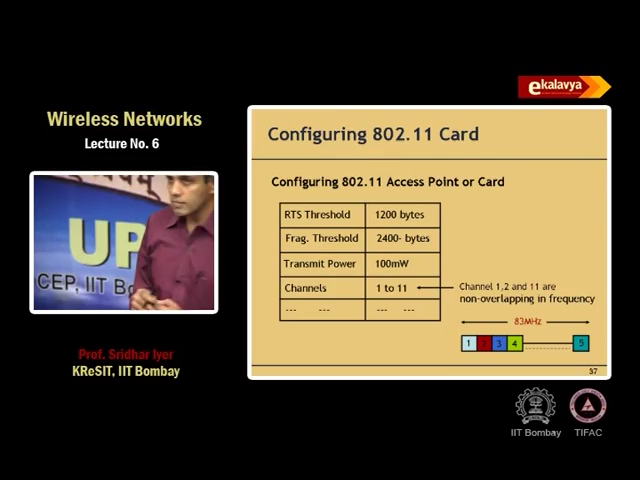 ekalavya
Wireless Networks
Lecture No. 6
Configuring 802.11 Card
Configuring 802.11 Access Point or Card
RTS Threshold 1200 bytes
Frag. Threshold 2400- bytes
Transmit Power 100mW
Channels 1 to 11
--- --- --- ---
Channel 1,2 and 11 are
non-overlapping in frequency
83MHz
1 2 3 4 5
37
UP
CEP, IIT Bo
Prof. Sridhar Iyer
KReSIT, IIT Bombay
IIT Bombay TIFAC